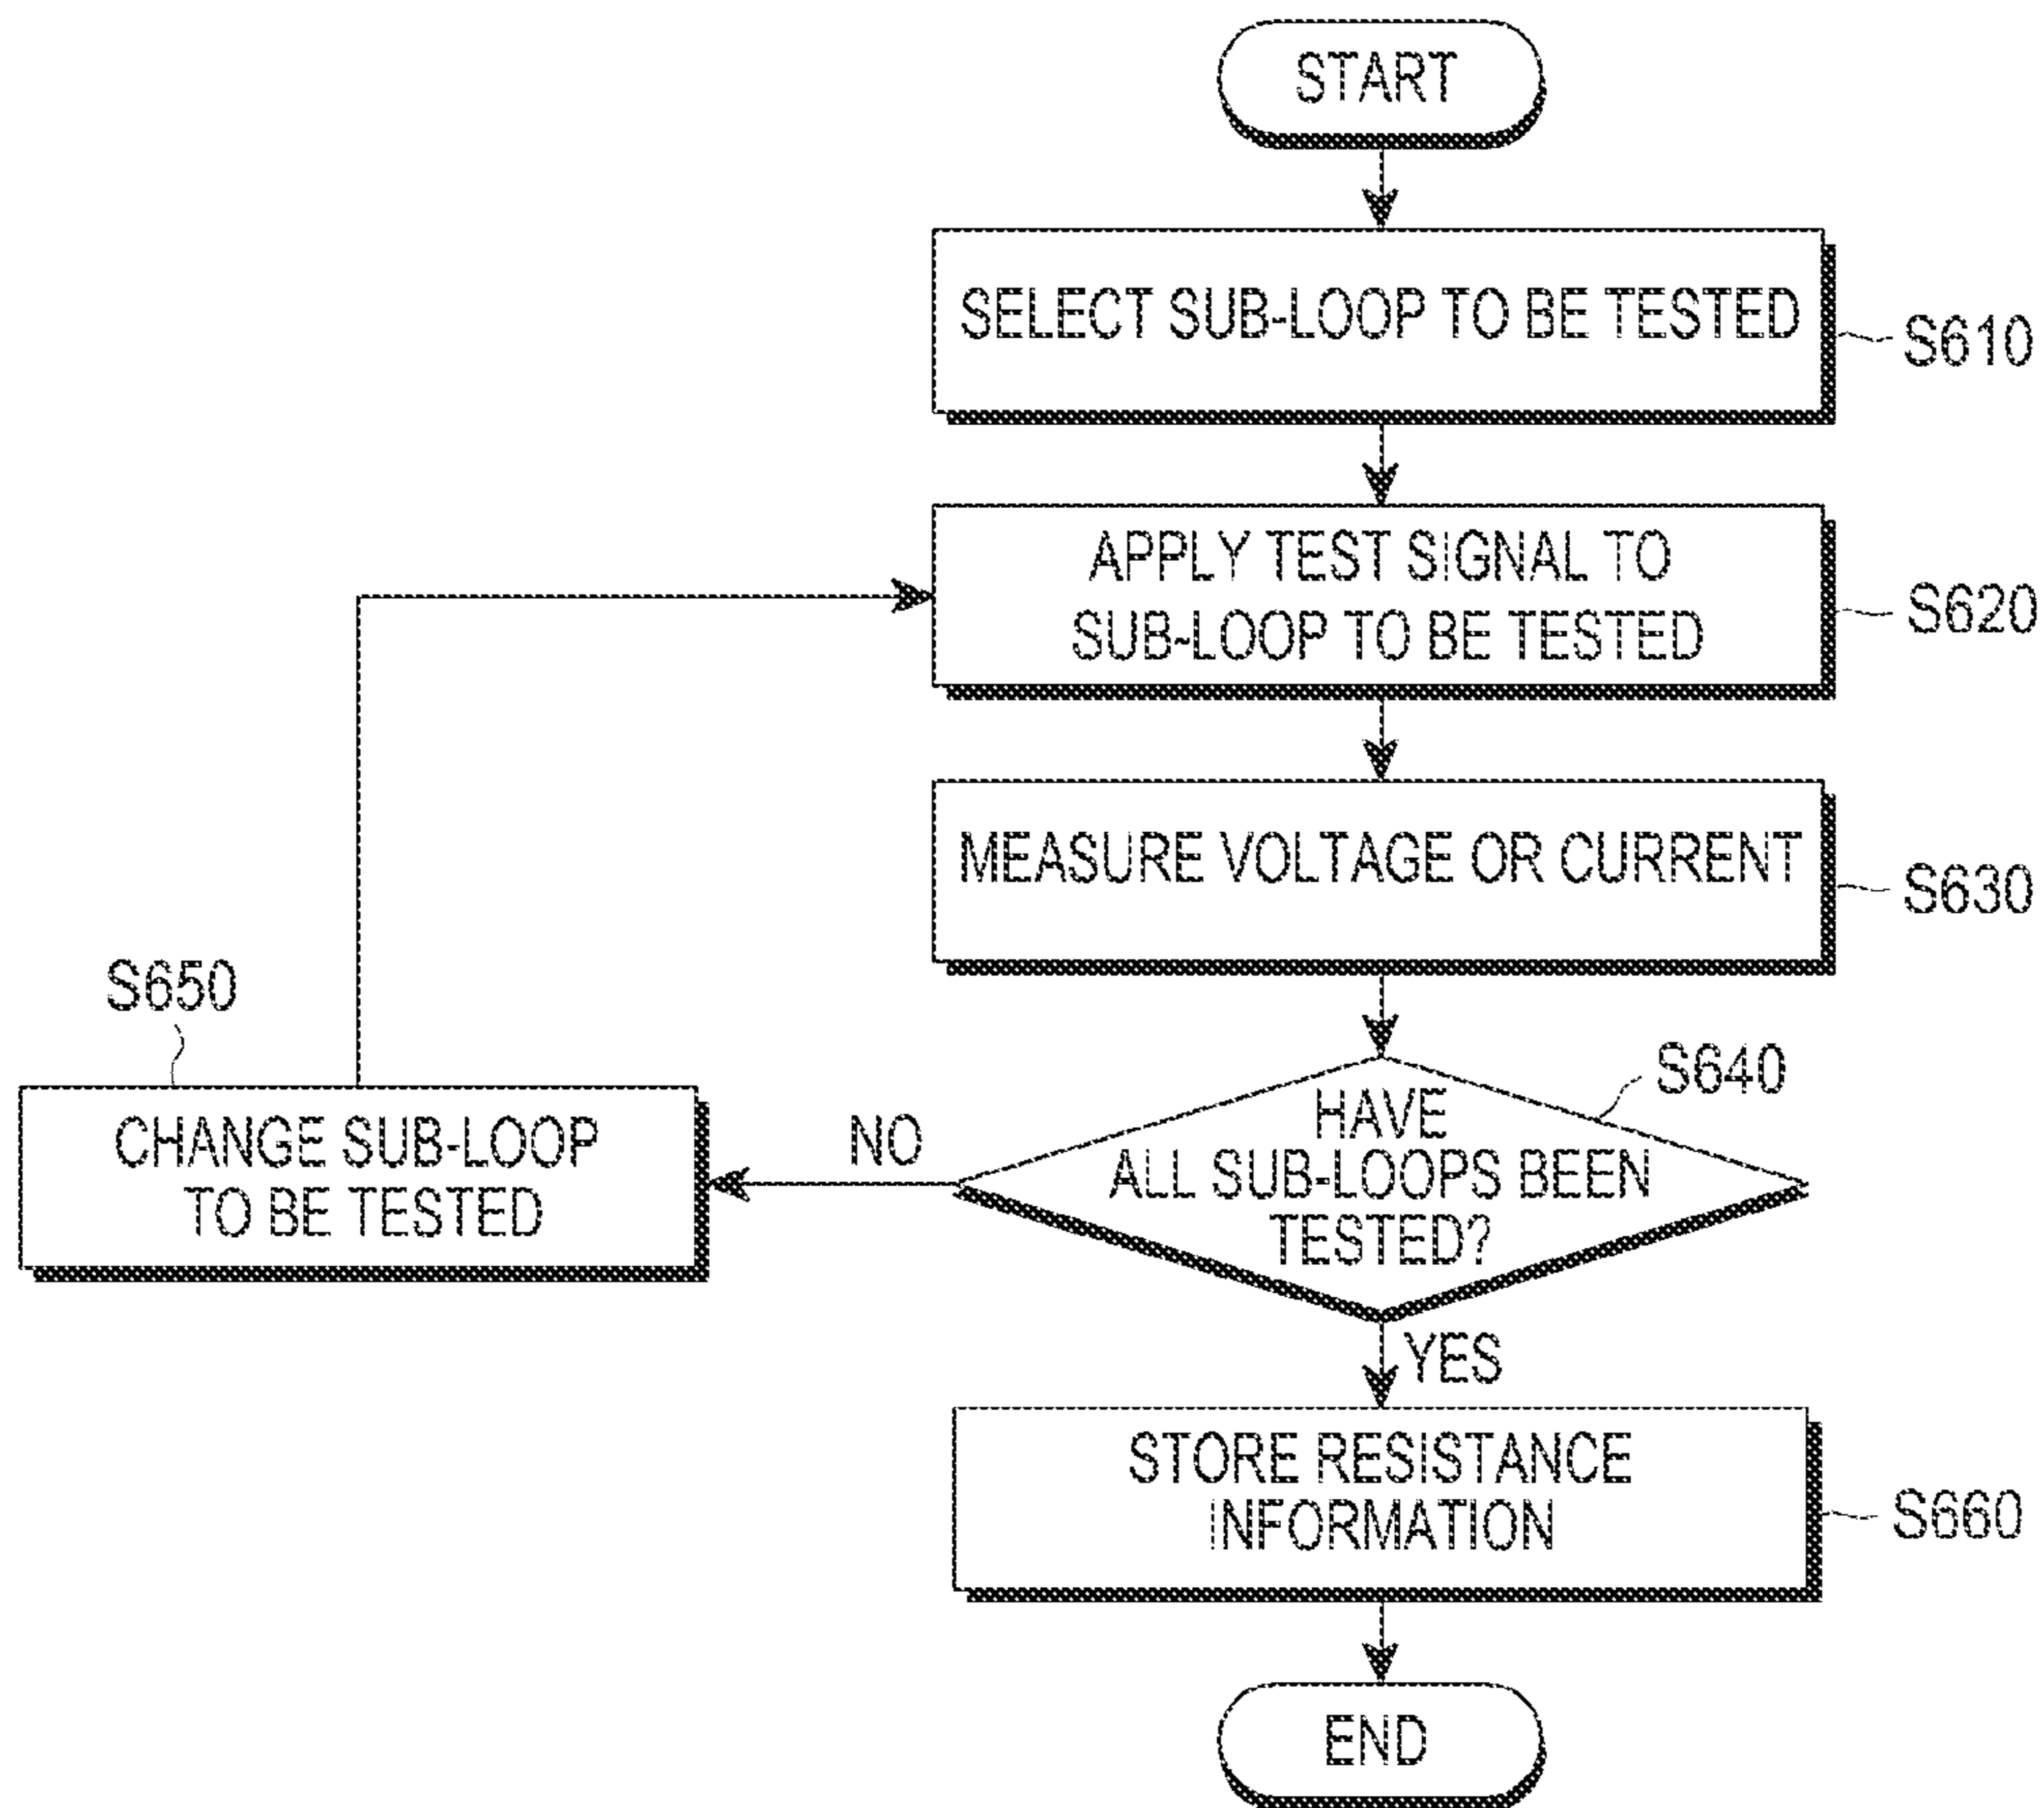 START
SELECT SUB-LOOP TO BE TESTED
S610
APPLY TEST SIGNAL TO
SUB-LOOP TO BE TESTED
S620
MEASURE VOLTAGE OR CURRENT
S630
S650
CHANGE SUB-LOOP
TO BE TESTED
NO
S640
HAVE
ALL SUB-LOOPS BEEN
TESTED?
YES
STORE RESISTANCE
INFORMATION
S660
END